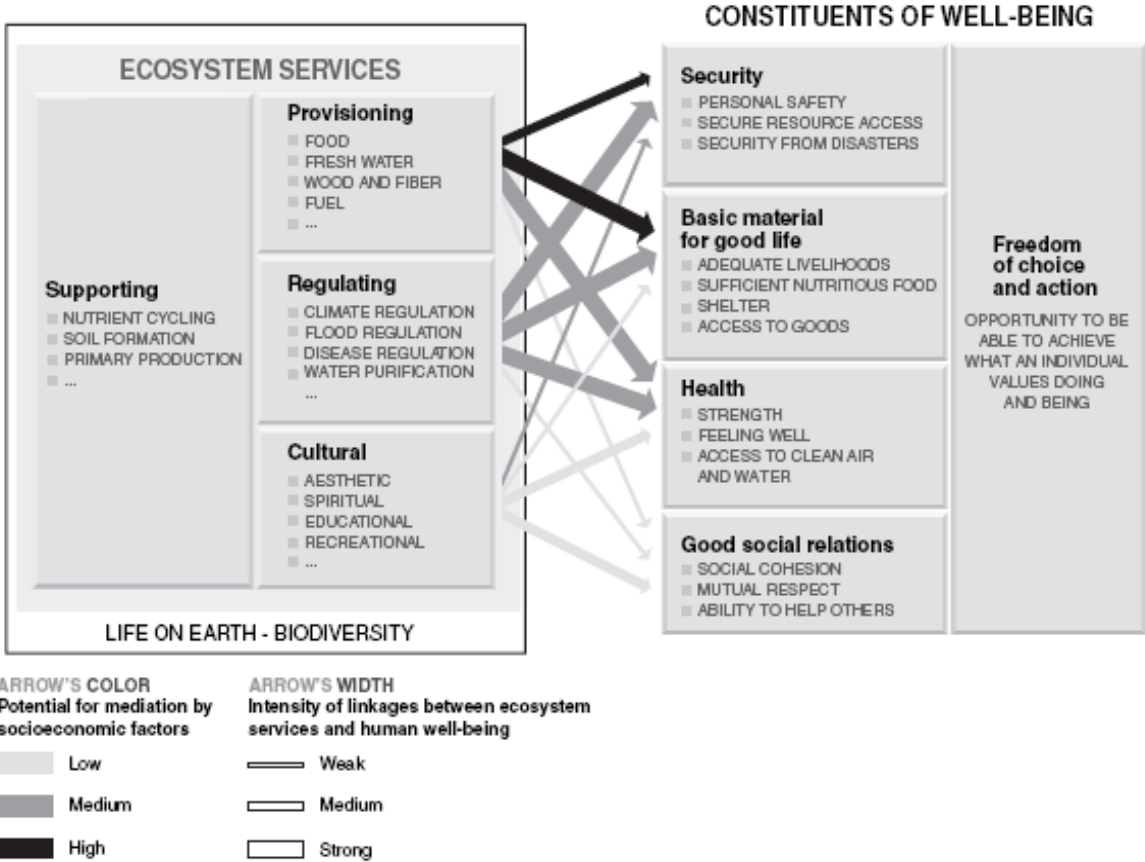 CONSTITUENTS OF WELL-BEING
ECOSYSTEM SERVICES
Supporting
NUTRIENT CYCLING
SOIL FORMATION
PRIMARY PRODUCTION
...
Provisioning
FOOD
FRESH WATER
WOOD AND FIBER
FUEL
...
Regulating
CLIMATE REGULATION
FLOOD REGULATION
DISEASE REGULATION
WATER PURIFICATION
...
Cultural
AESTHETIC
SPIRITUAL
EDUCATIONAL
RECREATIONAL
...
LIFE ON EARTH - BIODIVERSITY
Security
PERSONAL SAFETY
SECURE RESOURCE ACCESS
SECURITY FROM DISASTERS
Basic material
for good life
ADEQUATE LIVELIHOODS
SUFFICIENT NUTRITIOUS FOOD
SHELTER
ACCESS TO GOODS
Health
STRENGTH
FEELING WELL
ACCESS TO CLEAN AIR
AND WATER
Good social relations
SOCIAL COHESION
MUTUAL RESPECT
ABILITY TO HELP OTHERS
Freedom
of choice
and action
OPPORTUNITY TO BE
ABLE TO ACHIEVE
WHAT AN INDIVIDUAL
VALUES DOING
AND BEING
ARROW'S COLOR
Potential for mediation by
socioeconomic factors
Low
Medium
High
ARROW'S WIDTH
Intensity of linkages between ecosystem
services and human well-being
Weak
Medium
Strong